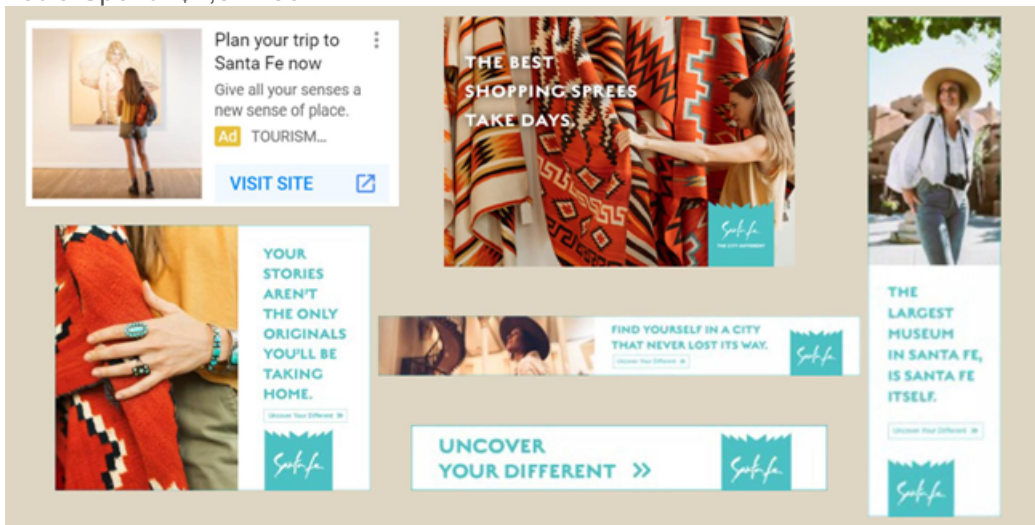 Plan your trip to
Santa Fe now
Give all your senses a
new sense of place.
Ad TOURISM...
VISIT SITE
THE BEST
SHOPPING SPREES
TAKE DAYS.
Santa Fe
THE CITY DIFFERENT
YOUR
STORIES
AREN'T
THE ONLY
ORIGINALS
YOU'LL BE
TAKING
HOME.
Uncover Your Different »
Santa Fe
FIND YOURSELF IN A CITY
THAT NEVER LOST ITS WAY.
Uncover Your Different »
Santa Fe
UNCOVER
YOUR DIFFERENT »
Santa Fe
THE
LARGEST
MUSEUM
IN SANTA FE,
IS SANTA FE
ITSELF.
Uncover Your Different »
Santa Fe